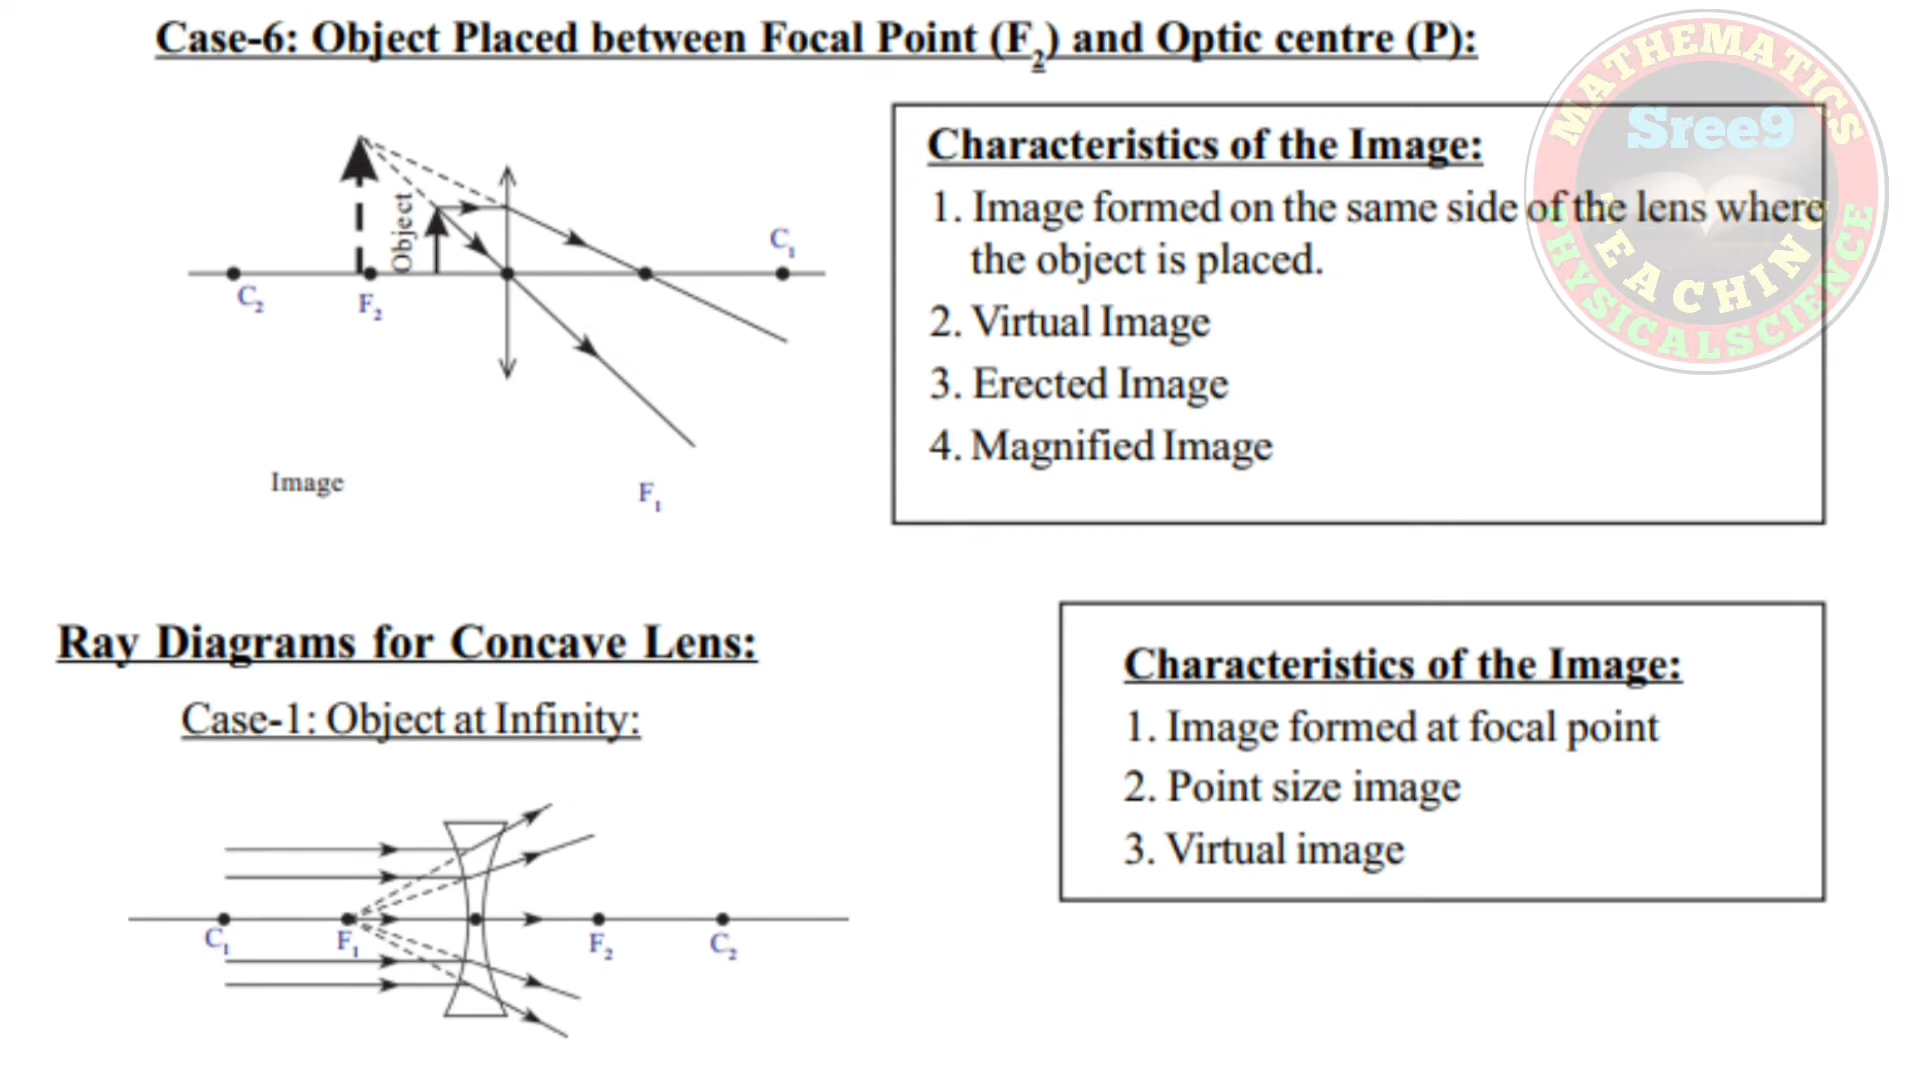 Case-6: Object Placed between Focal Point (F₂) and Optic centre (P):
MATHEMATICS
Sree9
TEACHING
PHYSICALSCIENCE
Object
C₂
F₂
C₁
Image
F₁
Characteristics of the Image:
1. Image formed on the same side of the lens where
the object is placed.
2. Virtual Image
3. Erected Image
4. Magnified Image
Ray Diagrams for Concave Lens:
Case-1: Object at Infinity:
C₁
F₁
F₂
C₂
Characteristics of the Image:
1. Image formed at focal point
2. Point size image
3. Virtual image